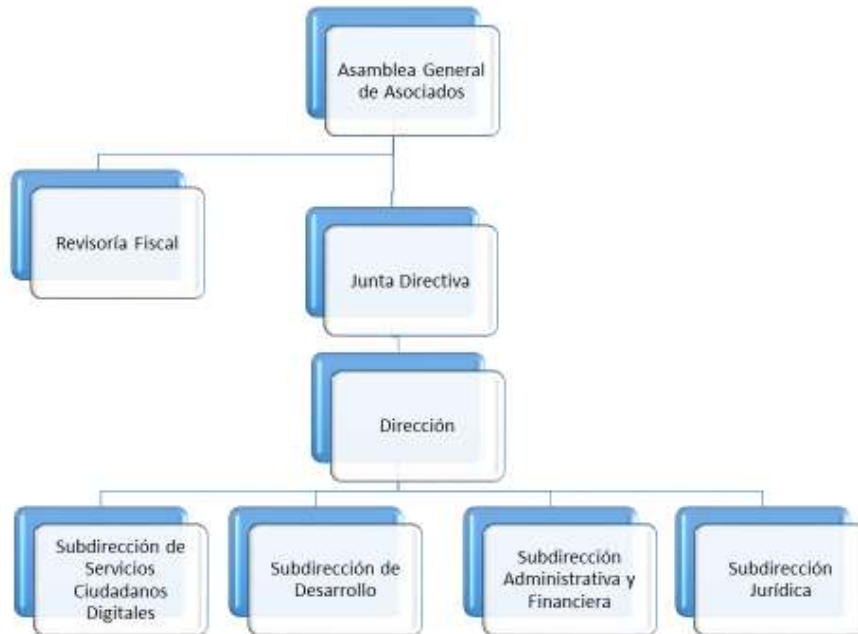 Asamblea General
de Asociados
Revisoría Fiscal
Junta Directiva
Dirección
Subdirección de
Servicios
Ciudadanos
Digitales
Subdirección de
Desarrollo
Subdirección
Administrativa y
Financiera
Subdirección
Jurídica